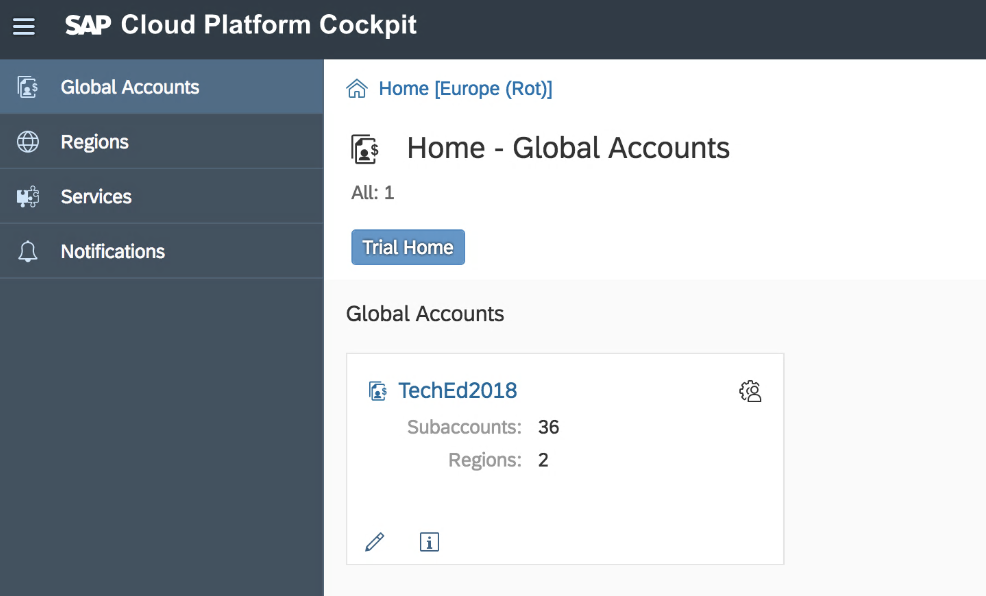 SAP Cloud Platform Cockpit
Global Accounts
Regions
Services
Notifications
Home [Europe (Rot)]
Home - Global Accounts
All: 1
Trial Home
Global Accounts
TechEd2018
Subaccounts: 36
Regions: 2